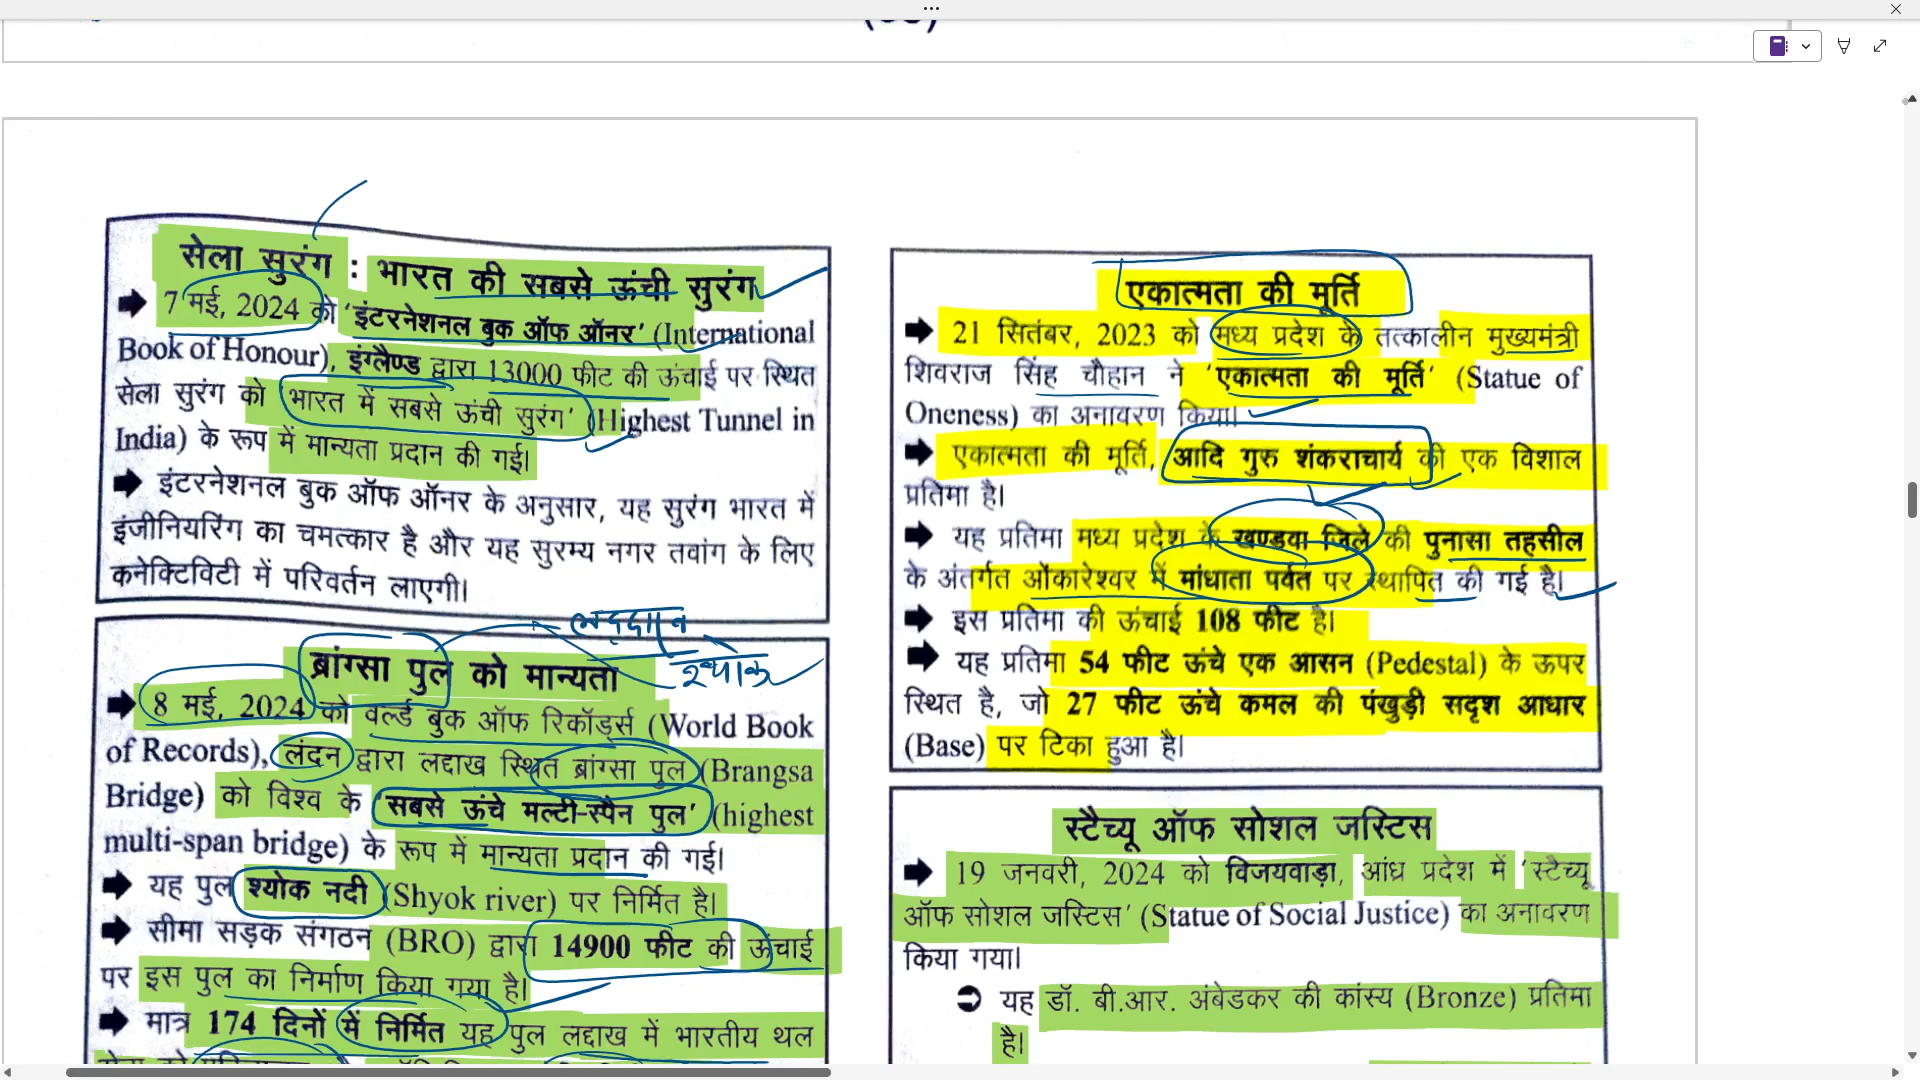 सेला सुरंग : भारत की सबसे ऊंची सुरंग
➡ 7 मई, 2024 को 'इंटरनेशनल बुक ऑफ ऑनर' (International
Book of Honour), इंग्लैण्ड द्वारा 13000 फीट की ऊंचाई पर स्थित
सेला सुरंग को 'भारत में सबसे ऊंची सुरंग' (Highest Tunnel in
India) के रूप में मान्यता प्रदान की गई।
➡ इंटरनेशनल बुक ऑफ ऑनर के अनुसार, यह सुरंग भारत में
इंजीनियरिंग का चमत्कार है और यह सुरम्य नगर तवांग के लिए
कनेक्टिविटी में परिवर्तन लाएगी।
ब्रांग्सा पुल को मान्यता
➡ 8 मई, 2024 को वर्ल्ड बुक ऑफ रिकॉर्ड्स (World Book
of Records), लंदन द्वारा लद्दाख स्थित ब्रांग्सा पुल (Brangsa
Bridge) को विश्व के 'सबसे ऊंचे मल्टी-स्पैन पुल' (highest
multi-span bridge) के रूप में मान्यता प्रदान की गई।
➡ यह पुल श्योक नदी (Shyok river) पर निर्मित है।
➡ सीमा सड़क संगठन (BRO) द्वारा 14900 फीट की ऊंचाई
पर इस पुल का निर्माण किया गया है।
➡ मात्र 174 दिनों में निर्मित यह पुल लद्दाख में भारतीय थल
एकात्मता की मूर्ति
➡ 21 सितंबर, 2023 को मध्य प्रदेश के तत्कालीन मुख्यमंत्री
शिवराज सिंह चौहान ने 'एकात्मता की मूर्ति' (Statue of
Oneness) का अनावरण किया।
➡ एकात्मता की मूर्ति, आदि गुरु शंकराचार्य की एक विशाल
प्रतिमा है।
➡ यह प्रतिमा मध्य प्रदेश के खण्डवा जिले की पुनासा तहसील
के अंतर्गत ओंकारेश्वर में मांधाता पर्वत पर स्थापित की गई है।
➡ इस प्रतिमा की ऊंचाई 108 फीट है।
➡ यह प्रतिमा 54 फीट ऊंचे एक आसन (Pedestal) के ऊपर
स्थित है, जो 27 फीट ऊंचे कमल की पंखुड़ी सदृश आधार
(Base) पर टिका हुआ है।
स्टैच्यू ऑफ सोशल जस्टिस
➡ 19 जनवरी, 2024 को विजयवाड़ा, आंध्र प्रदेश में 'स्टैच्यू
ऑफ सोशल जस्टिस' (Statue of Social Justice) का अनावरण
किया गया।
➲ यह डॉ. बी.आर. अंबेडकर की कांस्य (Bronze) प्रतिमा
है।